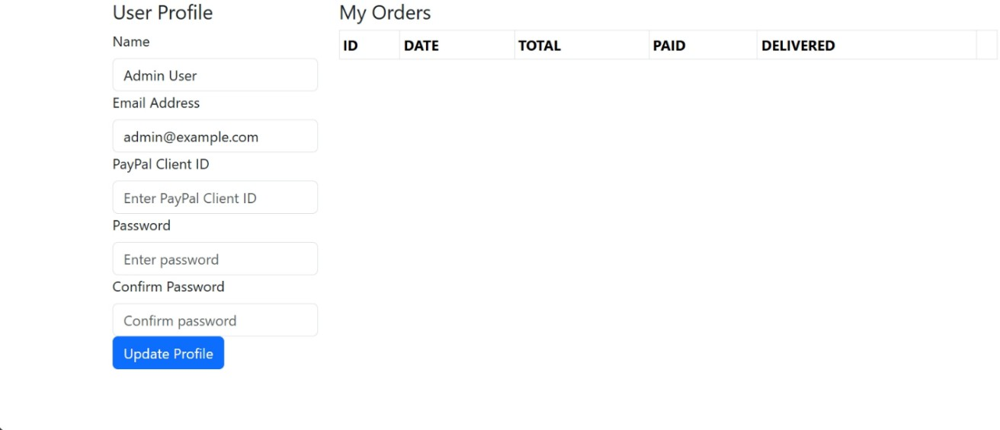 User Profile
Name
Admin User
Email Address
admin@example.com
PayPal Client ID
Enter PayPal Client ID
Password
Enter password
Confirm Password
Confirm password
Update Profile
My Orders
ID DATE TOTAL PAID DELIVERED